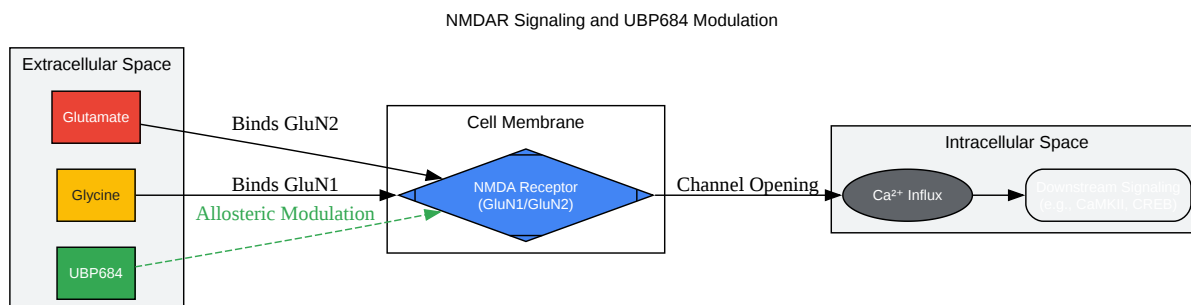 NMDAR Signaling and UBP684 Modulation
Extracellular Space
Glutamate
Glycine
UBP684
Binds GluN2
Binds GluN1
Allosteric Modulation
Cell Membrane
NMDA Receptor
(GluN1/GluN2)
Channel Opening
Intracellular Space
Ca²⁺ Influx
Downstream Signaling
(e.g., CaMKII, CREB)